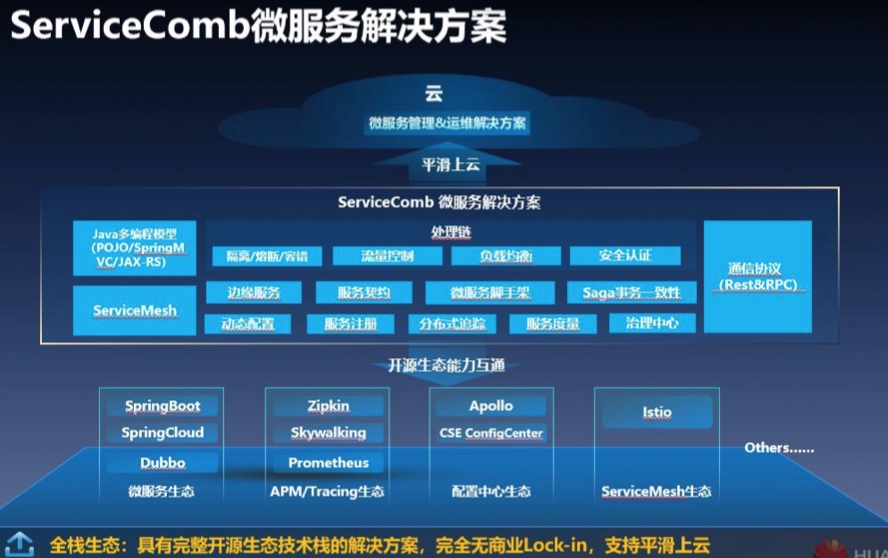 ServiceComb微服务解决方案
云
微服务管理&运维解决方案
平滑上云
ServiceComb 微服务解决方案
Java多编程模型
(POJO/SpringM
VC/JAX-RS)
ServiceMesh
处理链
隔离/熔断/容错
流量控制
负载均衡
安全认证
边缘服务
服务契约
微服务脚手架
Saga事务一致性
动态配置
服务注册
分布式追踪
服务度量
治理中心
通信协议
(Rest&RPC)
开源生态能力互通
SpringBoot
SpringCloud
Dubbo
微服务生态
Zipkin
Skywalking
Prometheus
APM/Tracing生态
Apollo
CSE ConfigCenter
配置中心生态
Istio
ServiceMesh生态
Others......
全栈生态：具有完整开源生态技术栈的解决方案，完全无商业Lock-in，支持平滑上云